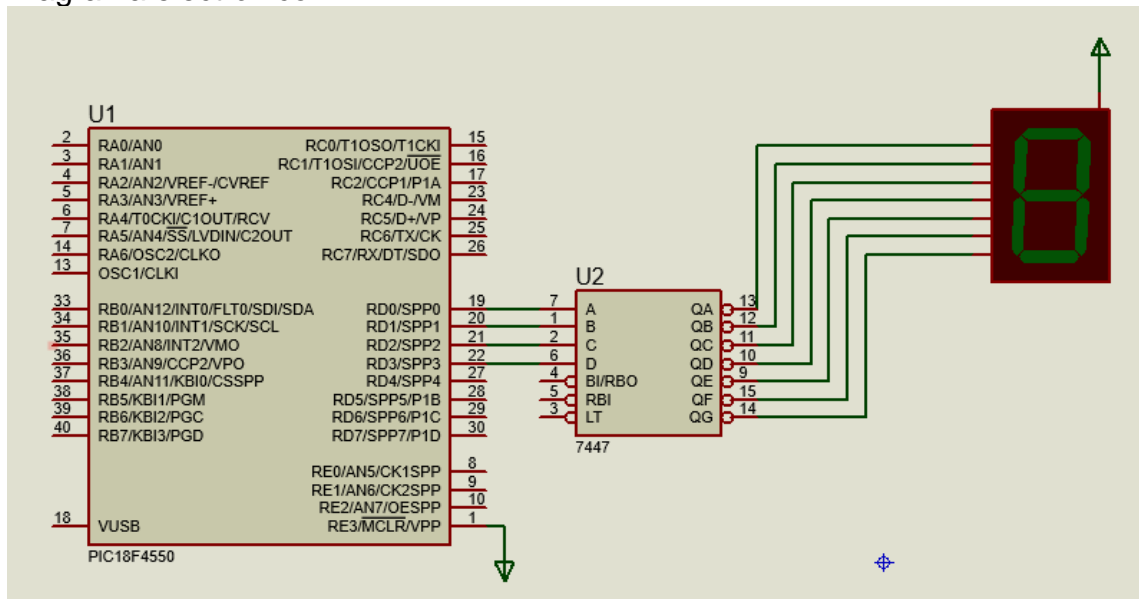 U1
2 RA0/AN0 RC0/T1OSO/T1CKI 15
3 RA1/AN1 RC1/T1OSI/CCP2/UOE 16
4 RA2/AN2/VREF-/CVREF RC2/CCP1/P1A 17
5 RA3/AN3/VREF+ RC4/D-/VM 23
6 RA4/T0CKI/C1OUT/RCV RC5/D+/VP 24
7 RA5/AN4/SS/LVDIN/C2OUT RC6/TX/CK 25
14 RA6/OSC2/CLKO RC7/RX/DT/SDO 26
13 OSC1/CLKI
33 RB0/AN12/INT0/FLT0/SDI/SDA RD0/SPP0 19
34 RB1/AN10/INT1/SCK/SCL RD1/SPP1 20
35 RB2/AN8/INT2/VMO RD2/SPP2 21
36 RB3/AN9/CCP2/VPO RD3/SPP3 22
37 RB4/AN11/KBI0/CSSPP RD4/SPP4 27
38 RB5/KBI1/PGM RD5/SPP5/P1B 28
39 RB6/KBI2/PGC RD6/SPP6/P1C 29
40 RB7/KBI3/PGD RD7/SPP7/P1D 30
RE0/AN5/CK1SPP 8
RE1/AN6/CK2SPP 9
RE2/AN7/OESPP 10
18 VUSB RE3/MCLR/VPP 1
PIC18F4550
U2
7 A QA 13
1 B QB 12
2 C QC 11
6 D QD 10
4 BI/RBO QE 9
5 RBI QF 15
3 LT QG 14
7447